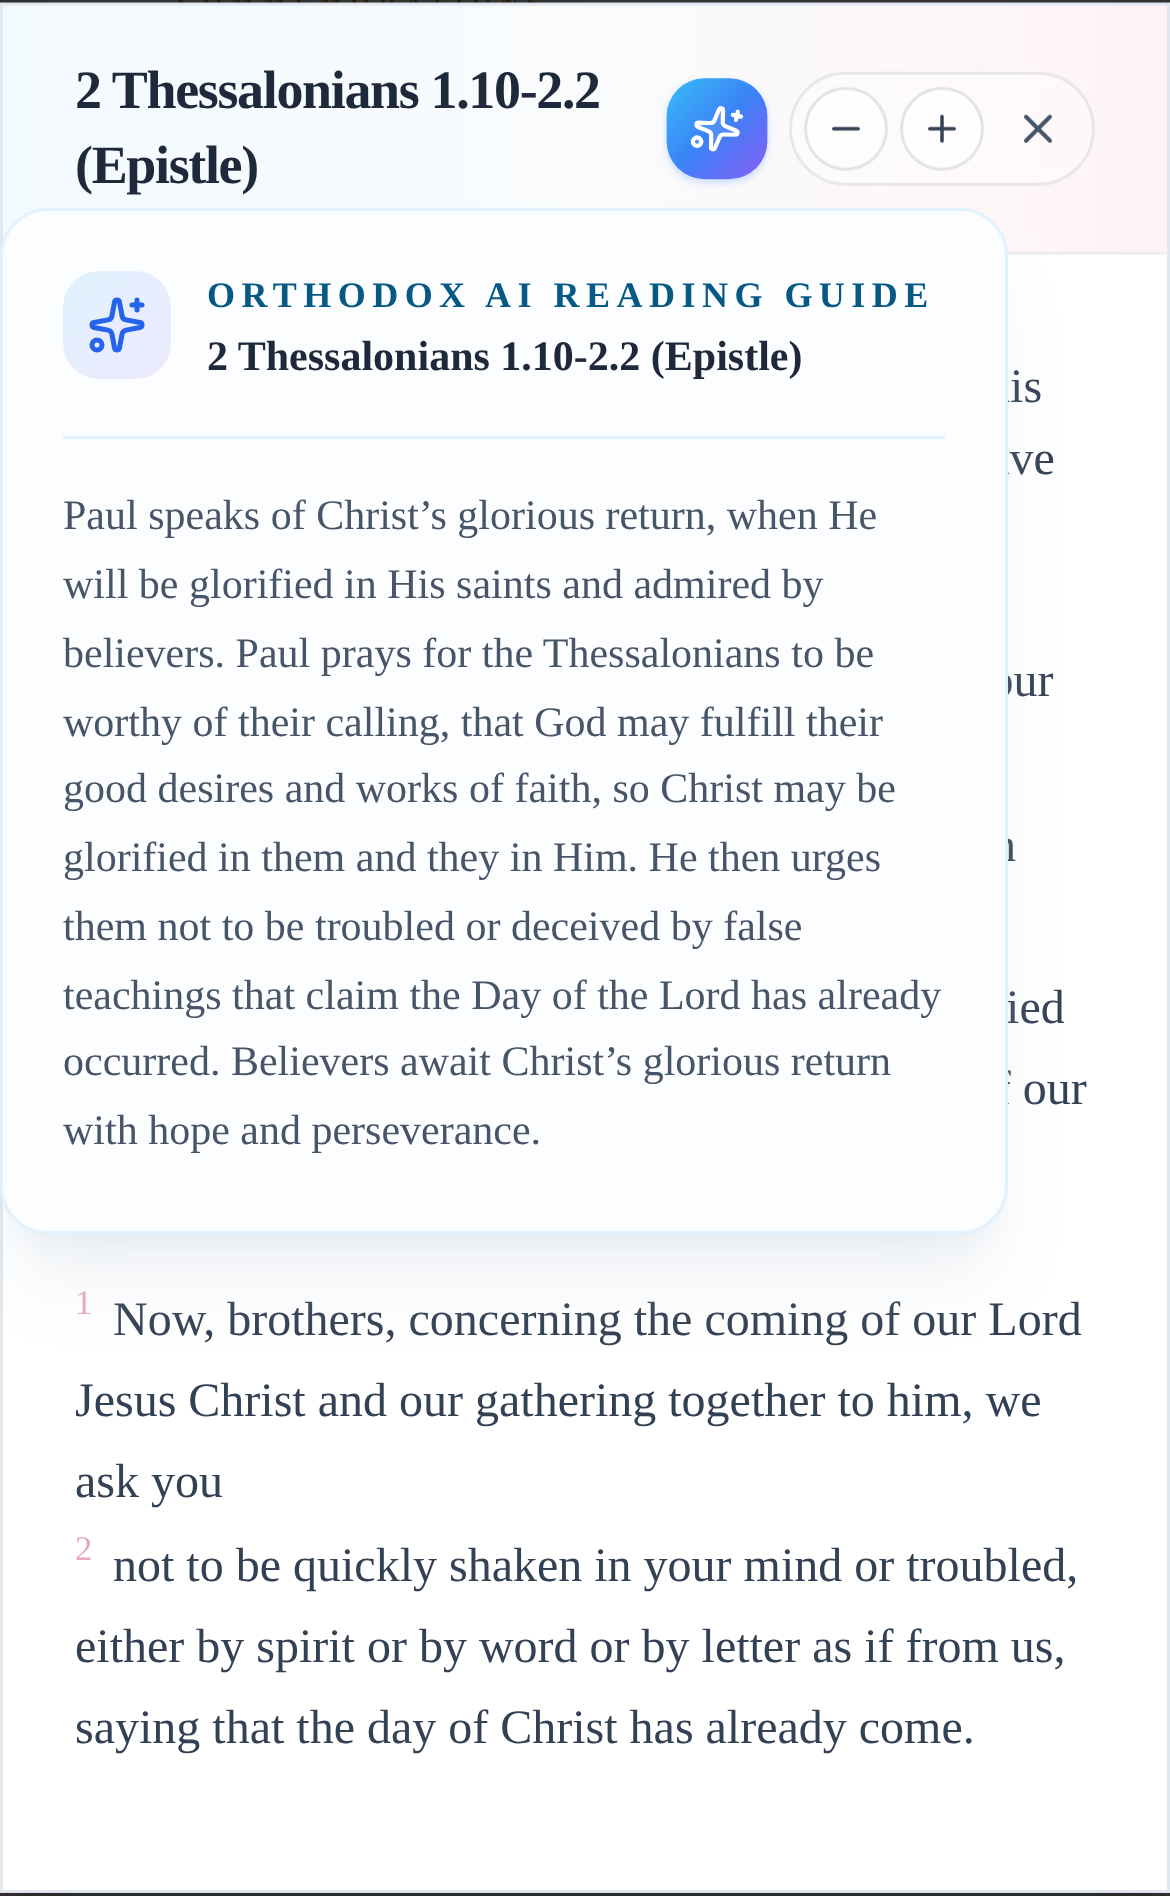 2 Thessalonians 1.10-2.2
(Epistle)
ORTHODOX AI READING GUIDE
2 Thessalonians 1.10-2.2 (Epistle)
Paul speaks of Christ’s glorious return, when He
will be glorified in His saints and admired by
believers. Paul prays for the Thessalonians to be
worthy of their calling, that God may fulfill their
good desires and works of faith, so Christ may be
glorified in them and they in Him. He then urges
them not to be troubled or deceived by false
teachings that claim the Day of the Lord has already
occurred. Believers await Christ’s glorious return
with hope and perseverance.
our
1 Now, brothers, concerning the coming of our Lord
Jesus Christ and our gathering together to him, we
ask you
2 not to be quickly shaken in your mind or troubled,
either by spirit or by word or by letter as if from us,
saying that the day of Christ has already come.